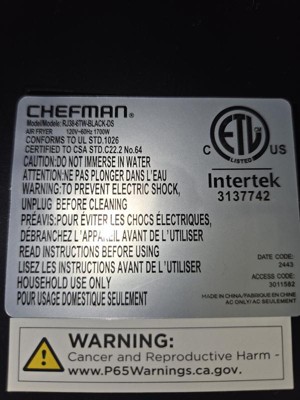 CHEFMAN®
Model/Modele: RJ38-67TW-BLACK-DS
AIR FRYER 120V~60Hz 1700W
CONFORMS TO UL STD.1026
CERTIFIED TO CSA STD.C22.2 No.64
CAUTION:DO NOT IMMERSE IN WATER
ATTENTION:NE PAS PLONGER DANS L'EAU
WARNING:TO PREVENT ELECTRIC SHOCK,
UNPLUG BEFORE CLEANING
PRÉAVIS:POUR ÉVITER LES CHOCS ÉLECTRIQUES,
DÉBRANCHEZ L'APPAREIL AVANT DE L'UTILISER
READ INSTRUCTIONS BEFORE USING
LISEZ LES INSTRUCTIONS AVANT DE L'UTILISER
HOUSEHOLD USE ONLY
POUR USAGE DOMESTIQUE SEULEMENT
C ETL US
LISTED
Intertek
3137742
DATE CODE:
2443
ACCESS CODE:
3011582
MADE IN CHINA/FABRIQUE EN CHINE
AC ONLY/ AC SEULEMENT
WARNING:
Cancer and Reproductive Harm -
www.P65Warnings.ca.gov.